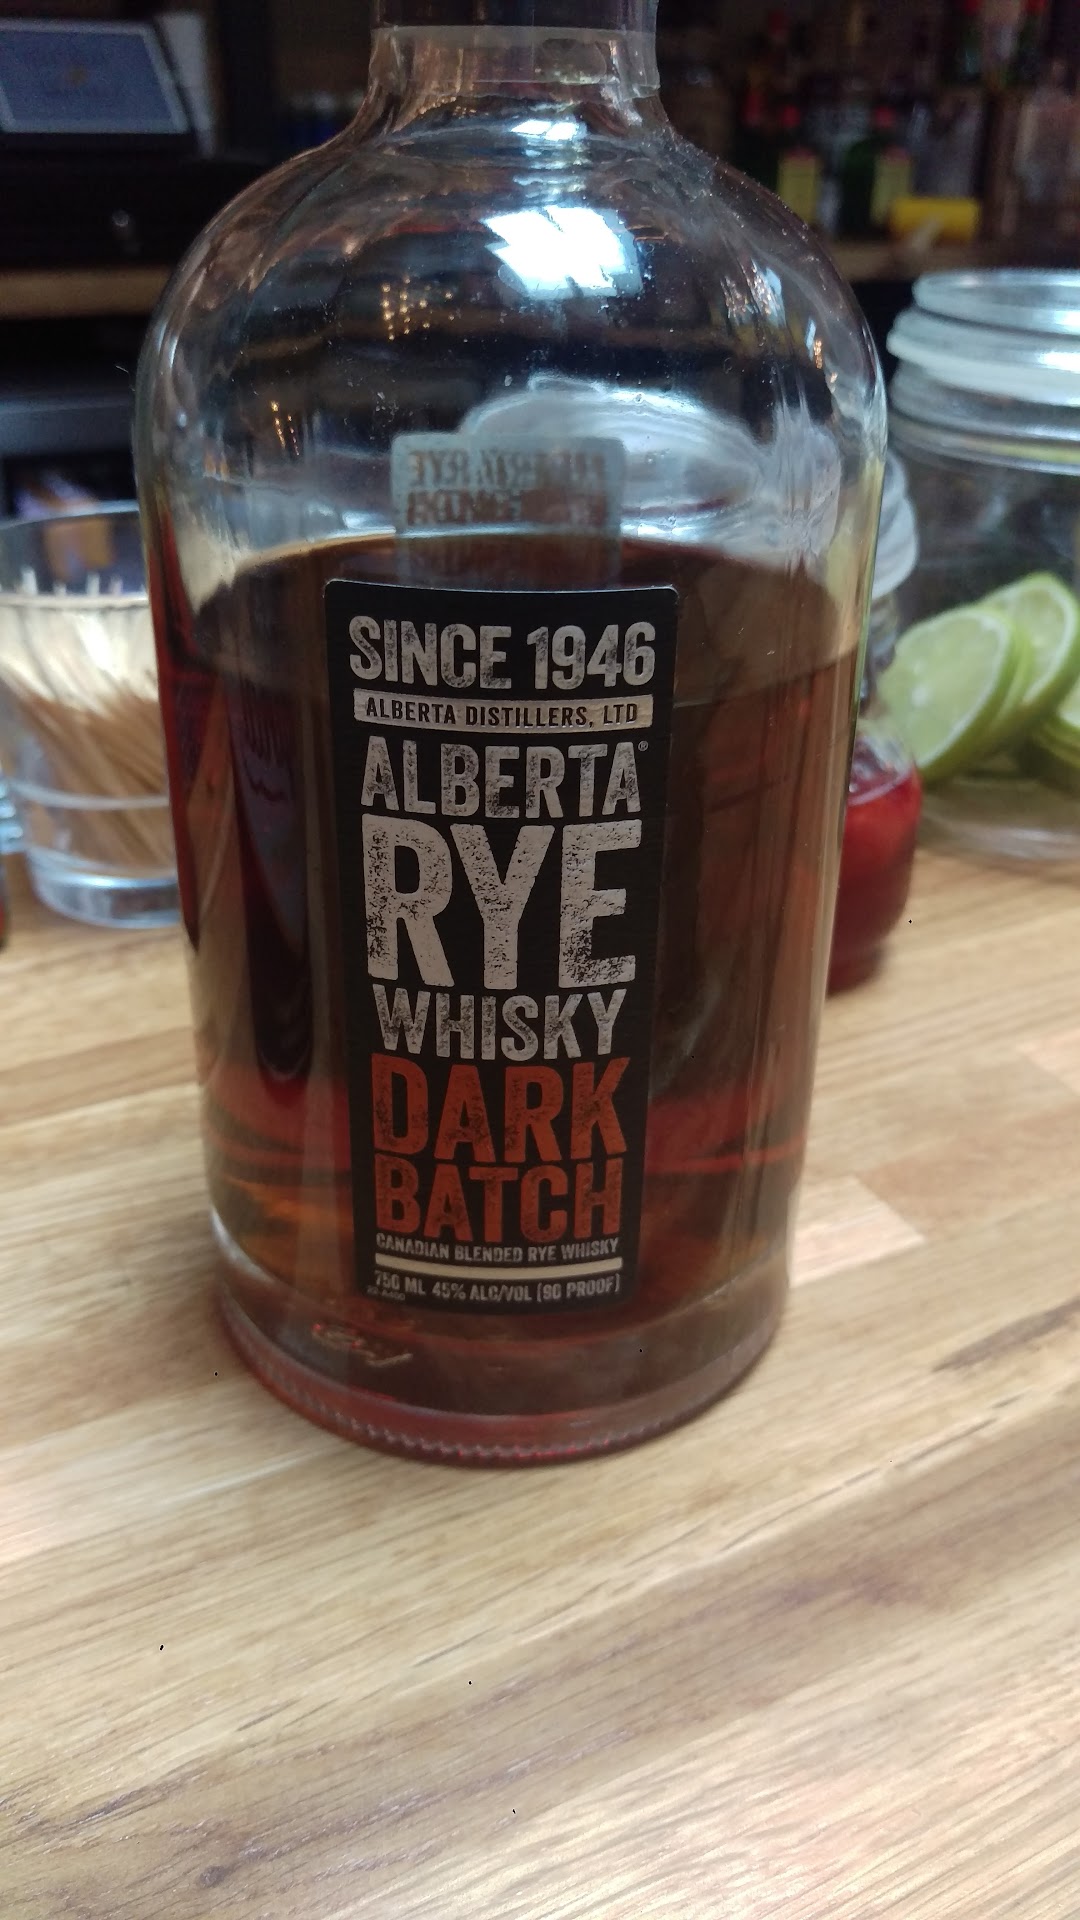 SINCE 1946
ALBERTA DISTILLERS, LTD
ALBERTA®
RYE
WHISKY
DARK
BATCH
CANADIAN BLENDED RYE WHISKY
750 ML 45% ALC/VOL (90 PROOF)